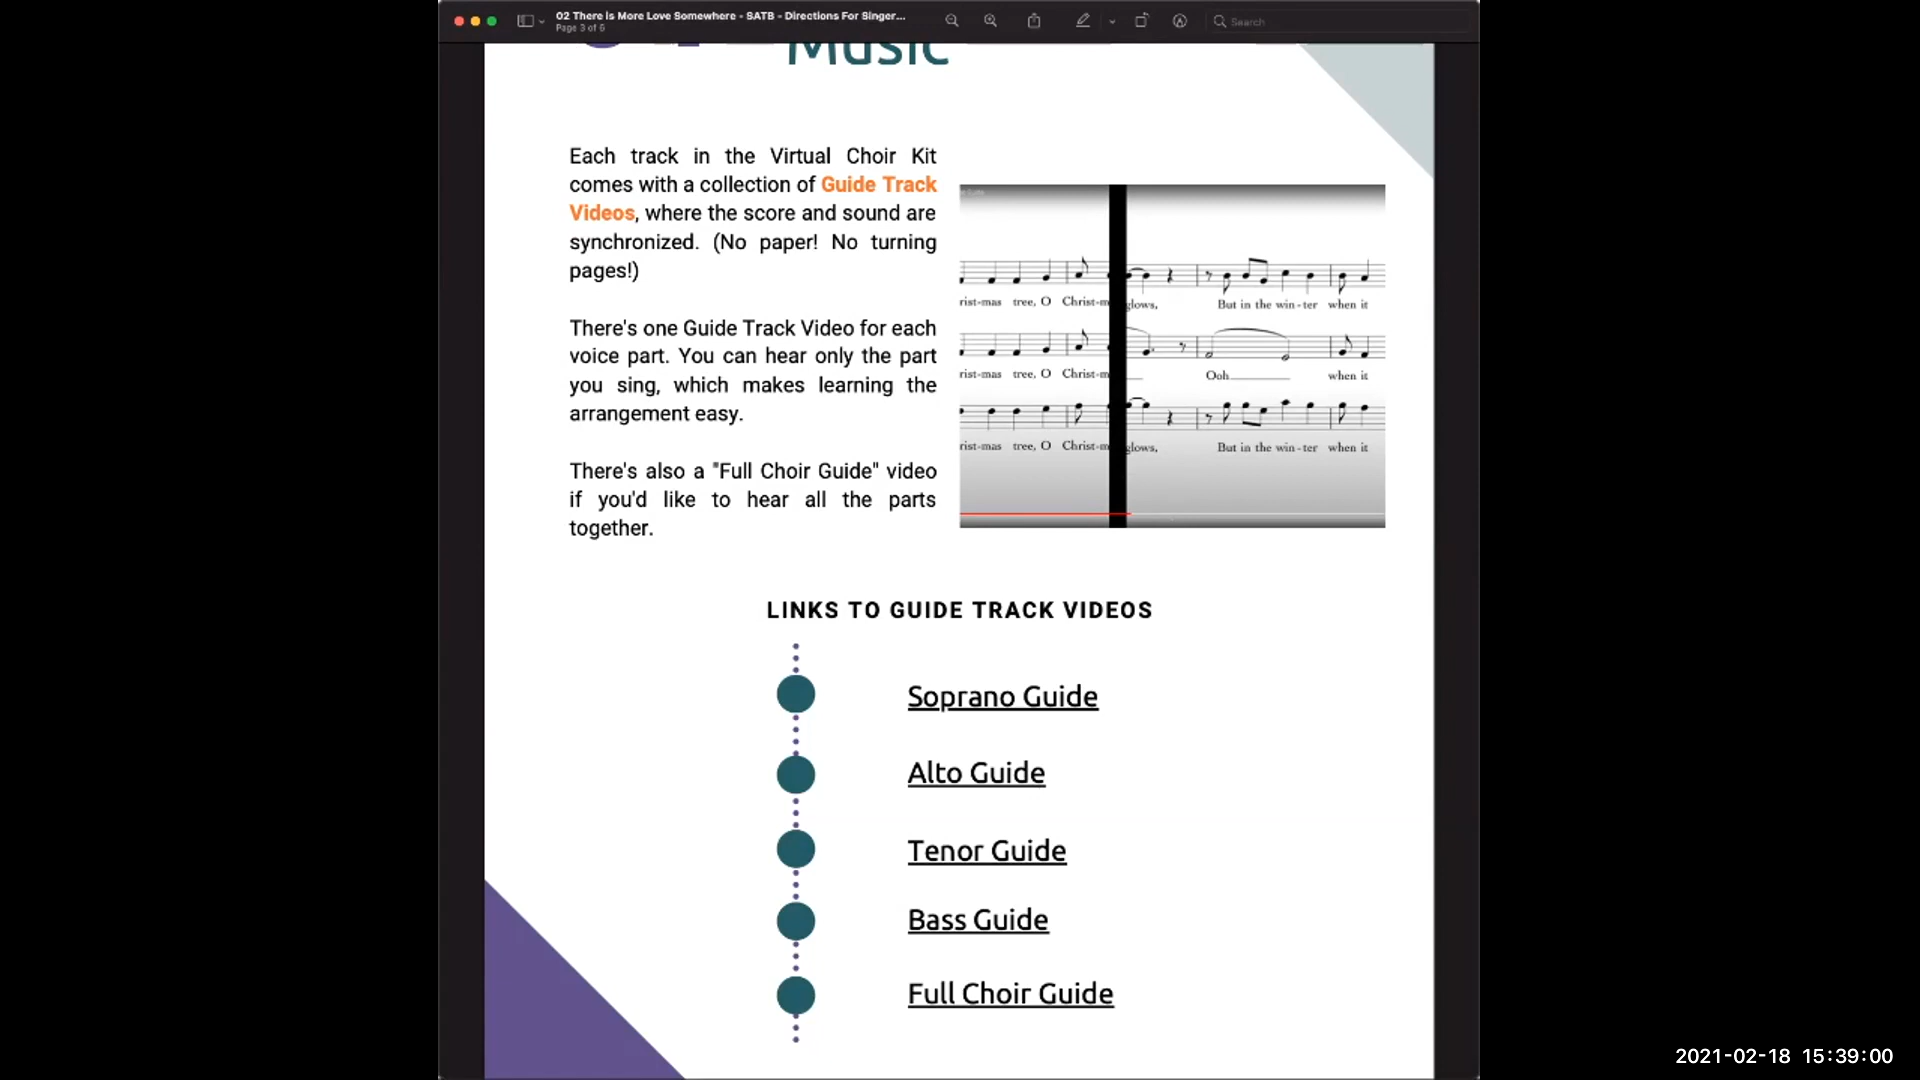 02 There is More Love Somewhere - SATB - Directions For Singer...
Page 3 of 6
Search
Music
Each track in the Virtual Choir Kit
comes with a collection of Guide Track
Videos, where the score and sound are
synchronized. (No paper! No turning
pages!)
There's one Guide Track Video for each
voice part. You can hear only the part
you sing, which makes learning the
arrangement easy.
There's also a "Full Choir Guide" video
if you'd like to hear all the parts
together.
rist-mas tree, O Christ-m glows, But in the win-ter when it
rist-mas tree, O Christ-m Ooh when it
rist-mas tree, O Christ-m glows, But in the win-ter when it
LINKS TO GUIDE TRACK VIDEOS
Soprano Guide
Alto Guide
Tenor Guide
Bass Guide
Full Choir Guide
2021-02-18 15:39:00